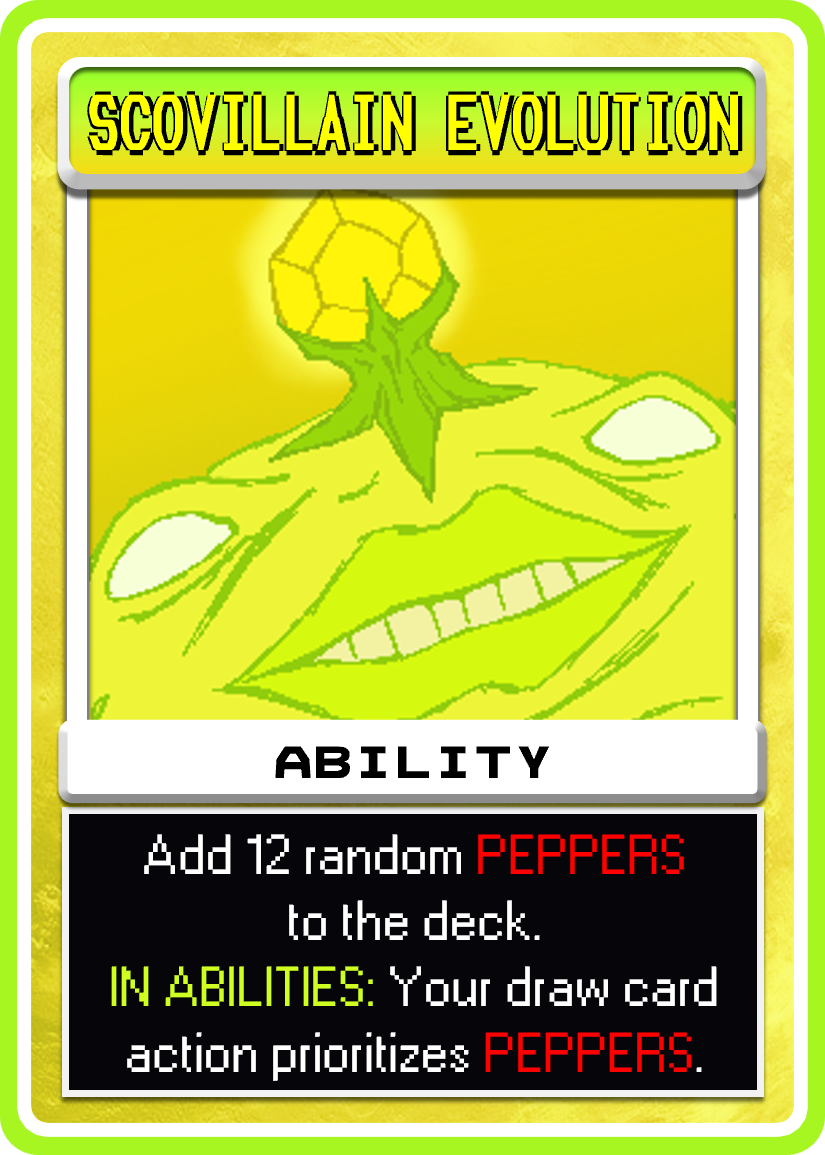 SCOVILLAIN EVOLUTION
ABILITY
Add 12 random PEPPERS
to the deck.
IN ABILITIES: Your draw card
action prioritizes PEPPERS.